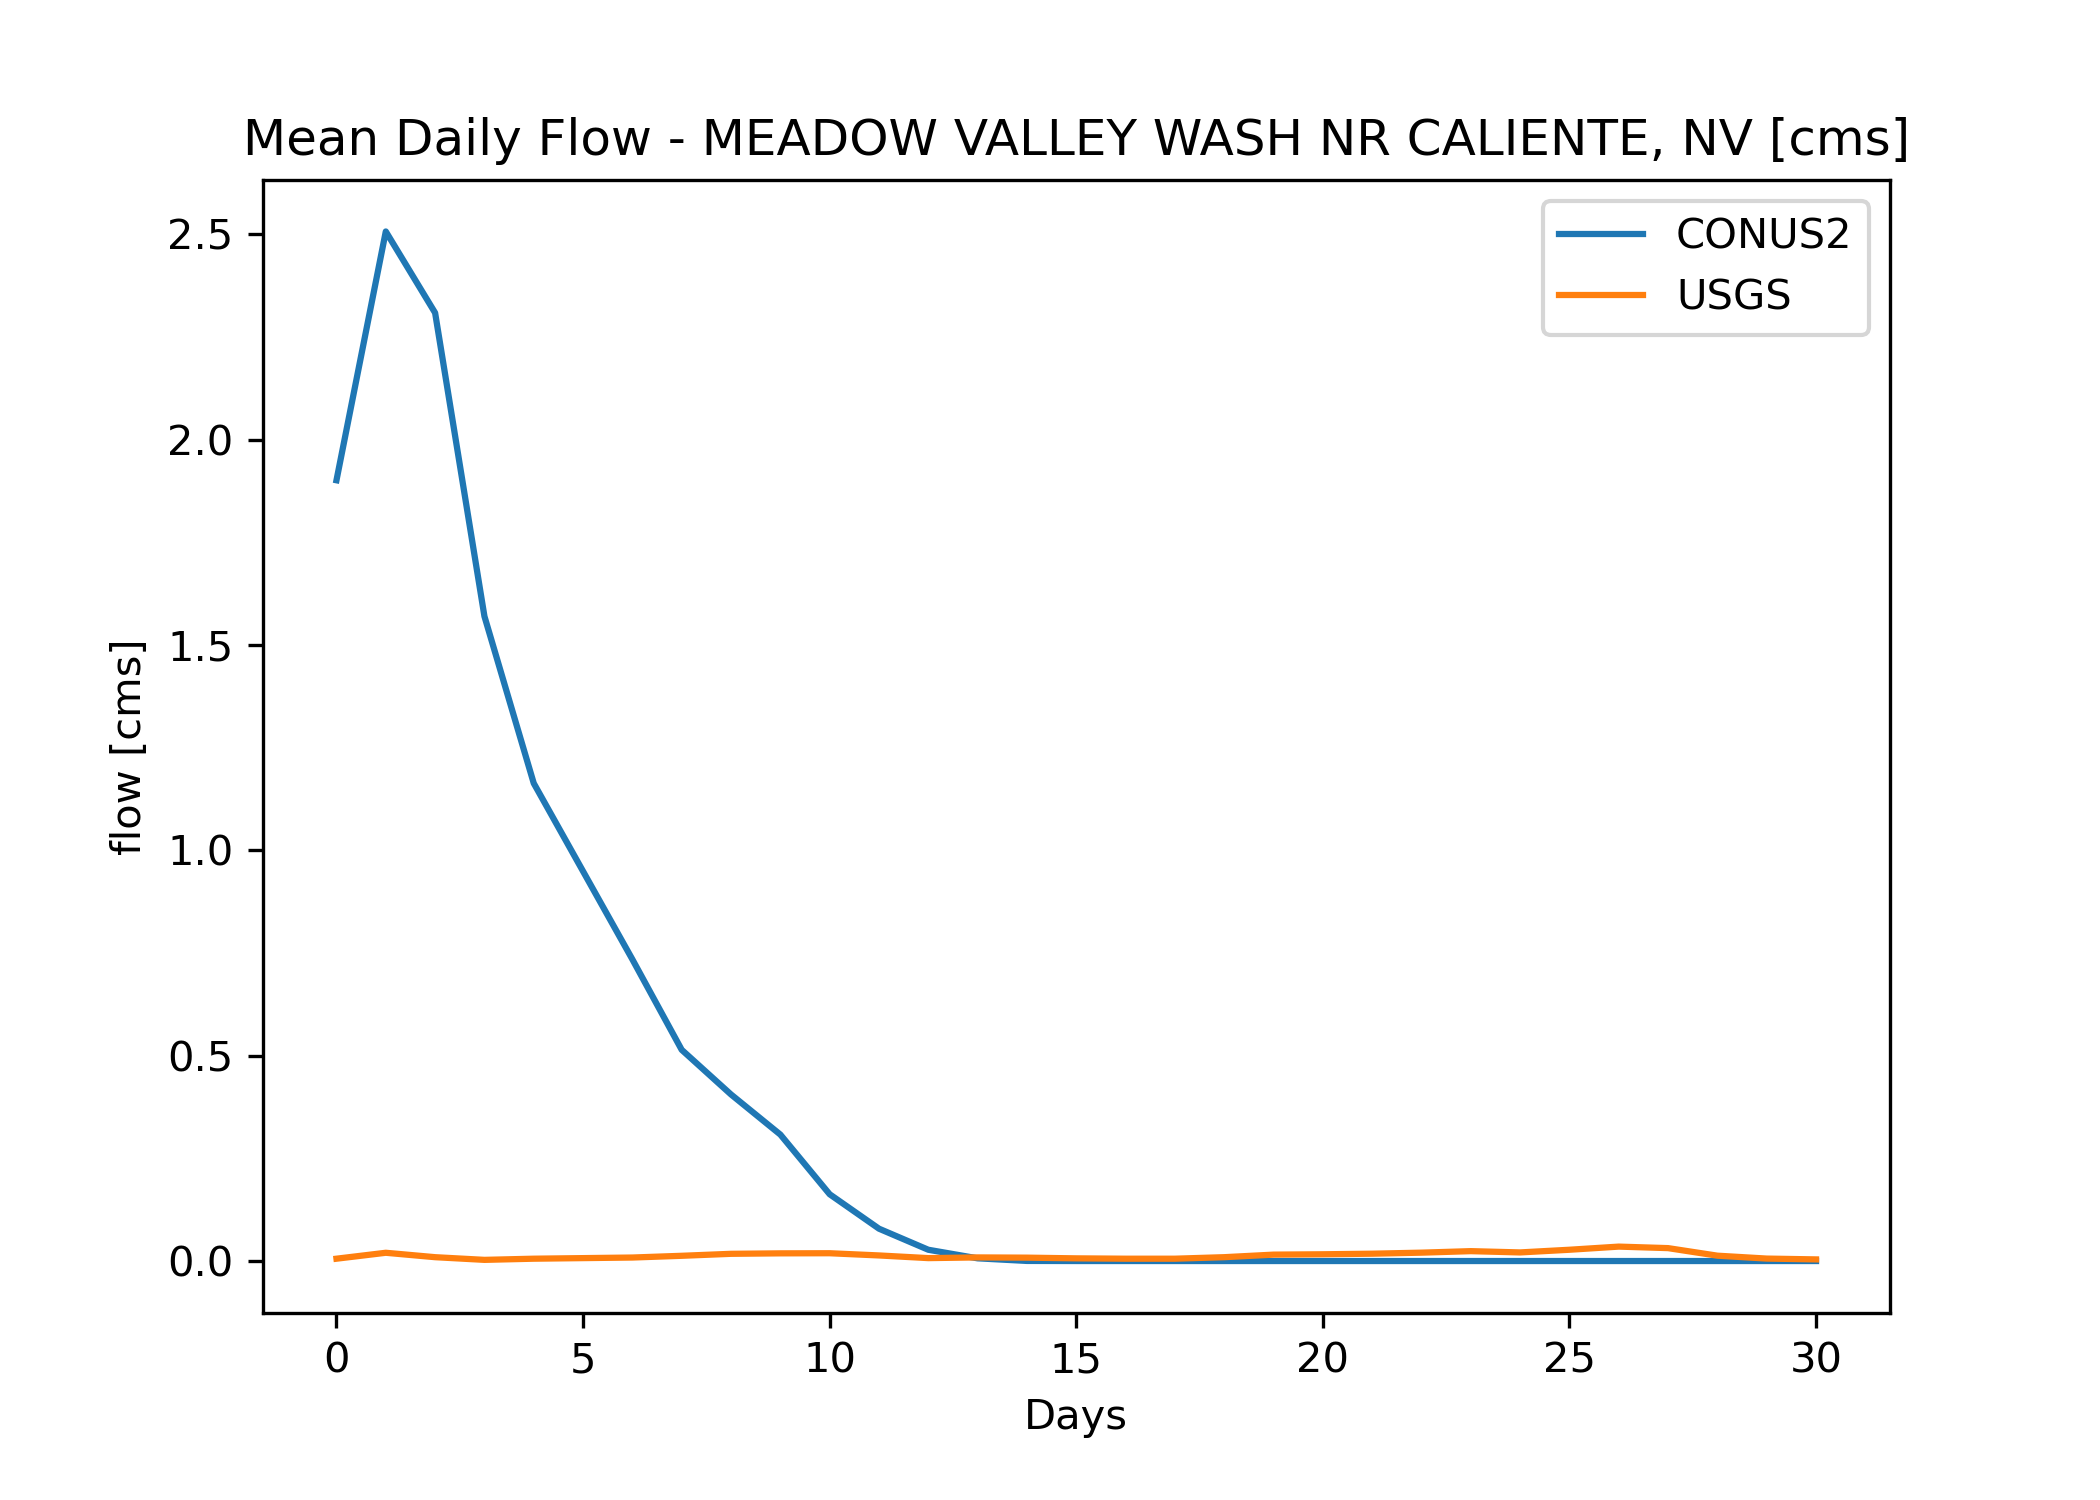 Mean Daily Flow - MEADOW VALLEY WASH NR CALIENTE, NV [cms]
CONUS2
USGS
2.5
2.0
1.5
1.0
0.5
0.0
flow [cms]
0 5 10 15 20 25 30
Days